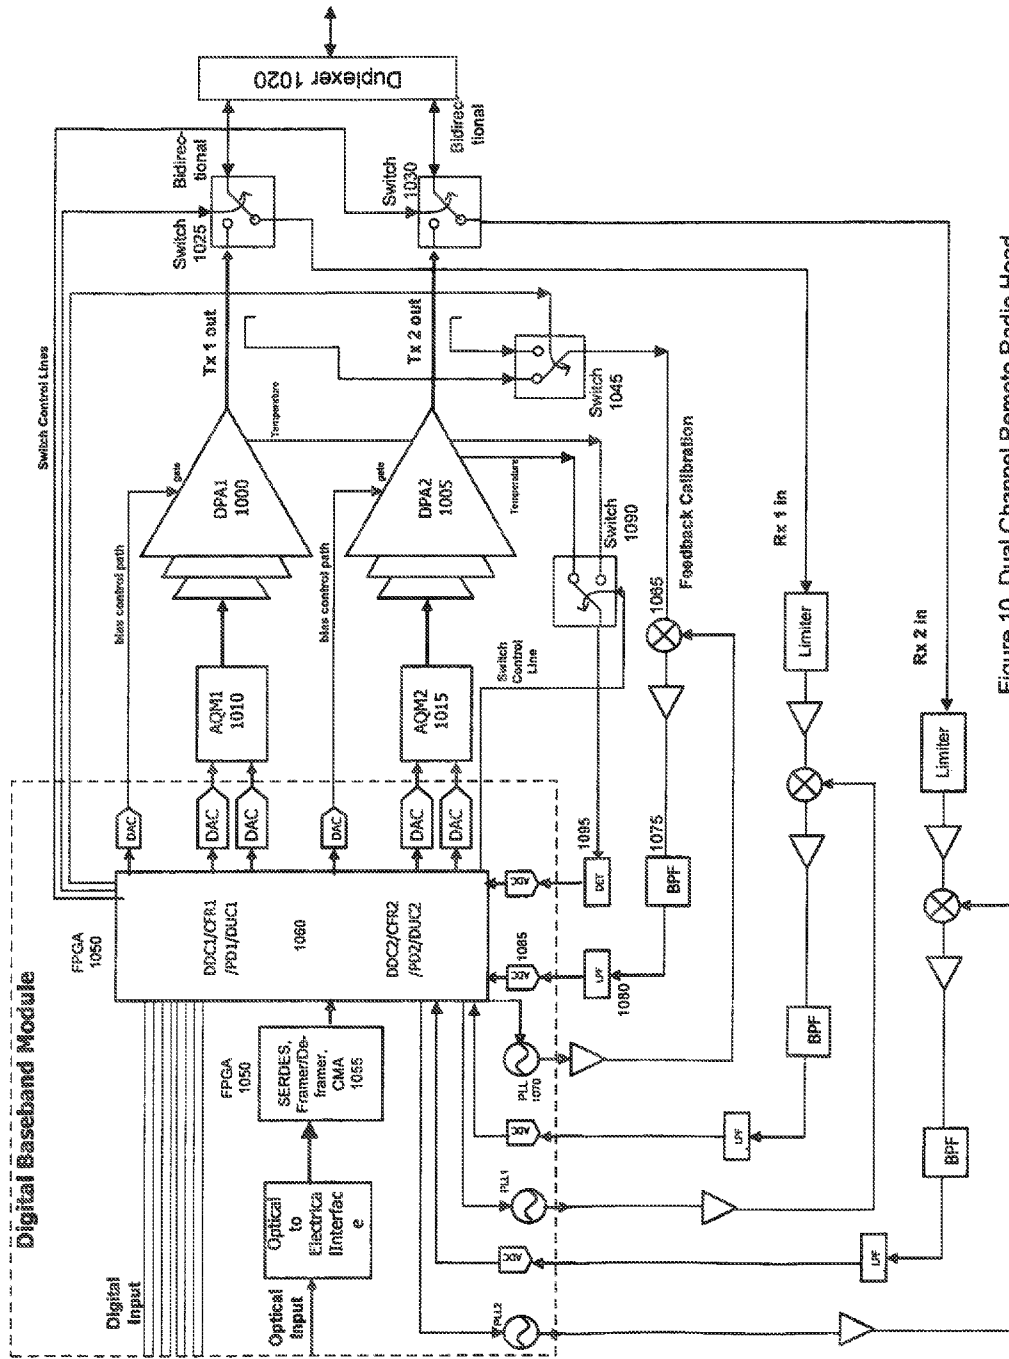 Digital Baseband Module
Digital
Input
Optical
Input
Optical
to
Electrical
IInterfac
e
FPGA
1050
SERDES,
Framer/De-
framer,
CMA
1055
FPGA
1050
DDC1/CFR1
/PD1/DUC1
1060
DDC2/CFR2
/PD2/DUC2
DAC
DAC
DAC
DAC
DAC
DAC
bias control path
bias control path
AQM1
1010
AQM2
1015
gate
DPA1
1000
gate
DPA2
1005
Temperature
Temperature
Tx 1 out
Tx 2 out
Switch Control Lines
Switch
1025
Switch
1030
Bidirec-
tional
Bidirec-
tional
Duplexer 1020
Switch
1045
Switch
1090
Switch
Control
Line
Feedback Calibration
1065
1075
BPF
1080
LPF
1085
1095
DET
PLL
1070
Rx 1 in
Limiter
BPF
LPF
PLL1
Rx 2 in
Limiter
BPF
LPF
ADC
PLL2
Figure 10. Dual Channel Remote Radio Head